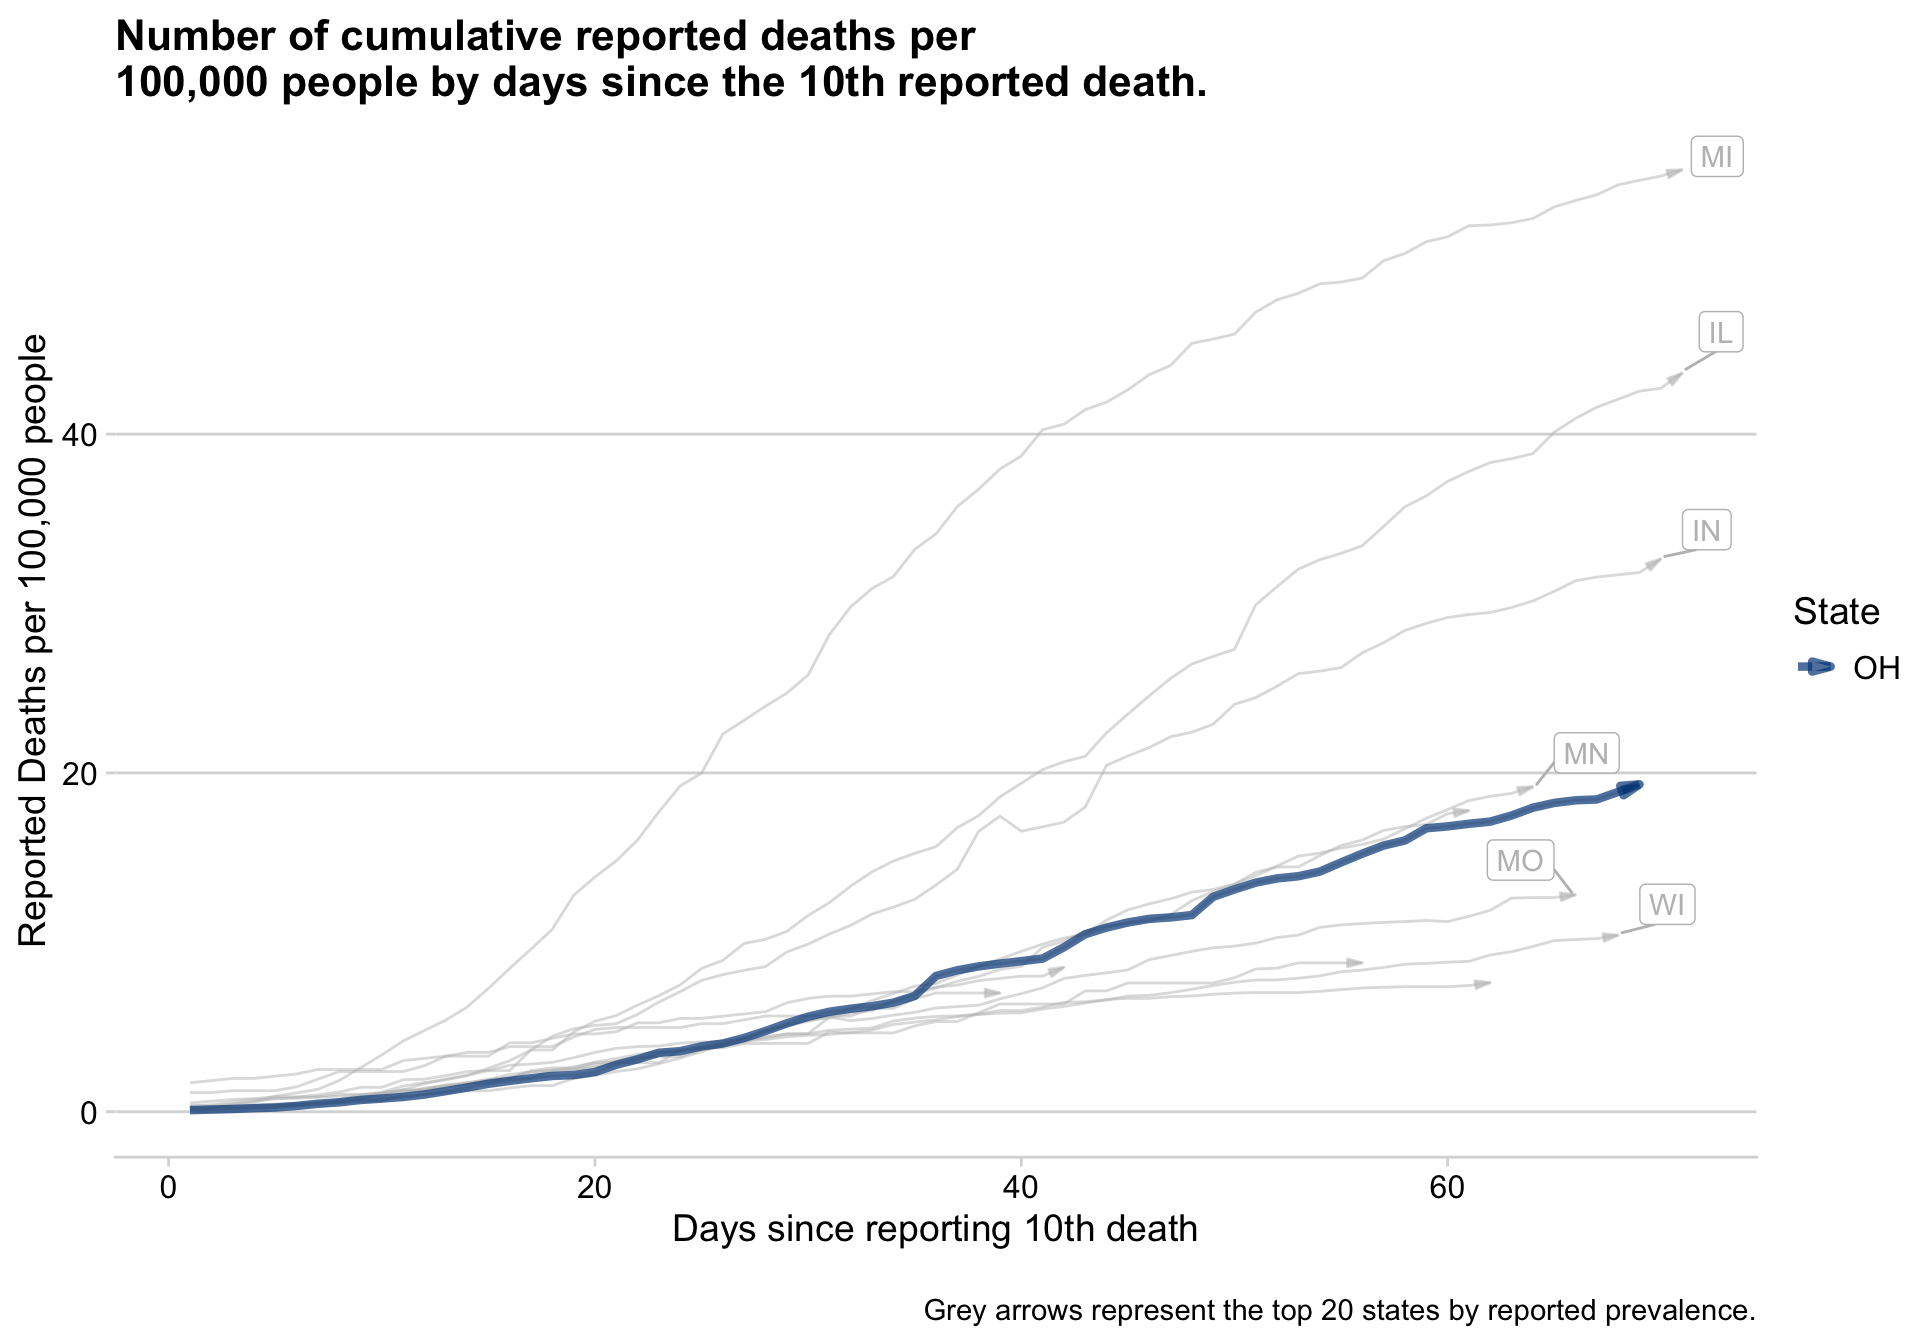 Number of cumulative reported deaths per
100,000 people by days since the 10th reported death.
MI
IL
IN
MN
MO
WI
Reported Deaths per 100,000 people
40
20
0
0
20
40
60
Days since reporting 10th death
State
OH
Grey arrows represent the top 20 states by reported prevalence.